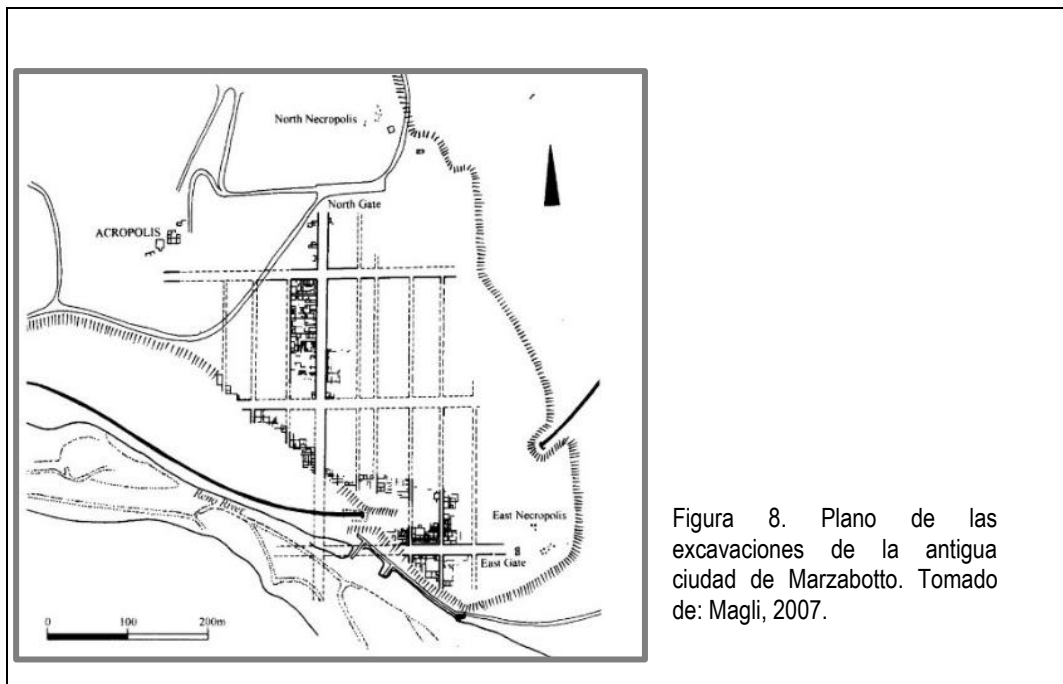 North Necropolis
North Gate
ACROPOLIS
Reno River
East Necropolis
East Gate
0 100 200m
Figura 8. Plano de las
excavaciones de la antigua
ciudad de Marzabotto. Tomado
de: Magli, 2007.